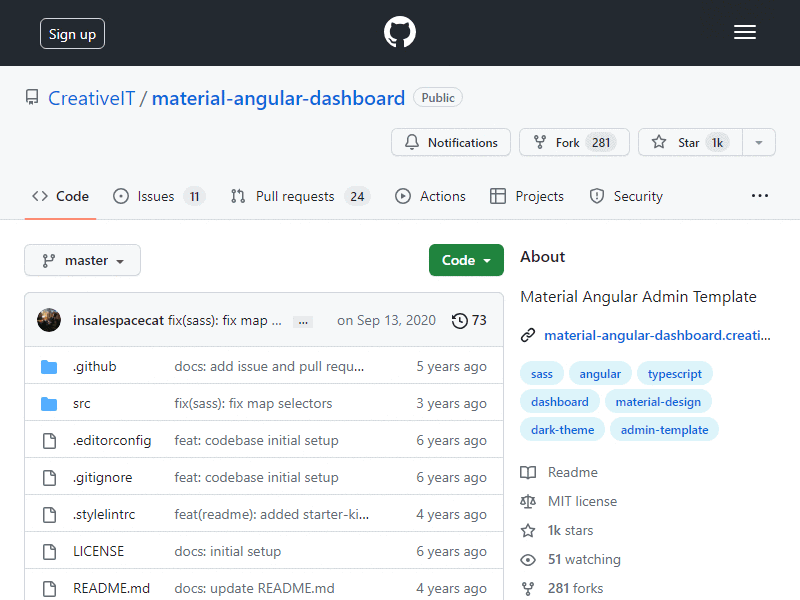 Sign up
CreativeIT / material-angular-dashboard Public
Notifications Fork 281 Star 1k
Code Issues 11 Pull requests 24 Actions Projects Security ...
master Code
insalespacecat fix(sass): fix map ... ... on Sep 13, 2020 73
.github docs: add issue and pull requ... 5 years ago
src fix(sass): fix map selectors 3 years ago
.editorconfig feat: codebase initial setup 6 years ago
.gitignore feat: codebase initial setup 6 years ago
.stylelintrc feat(readme): added starter-ki... 4 years ago
LICENSE docs: initial setup 6 years ago
README.md docs: update README.md 4 years ago
About
Material Angular Admin Template
material-angular-dashboard.creati...
sass angular typescript
dashboard material-design
dark-theme admin-template
Readme
MIT license
1k stars
51 watching
281 forks